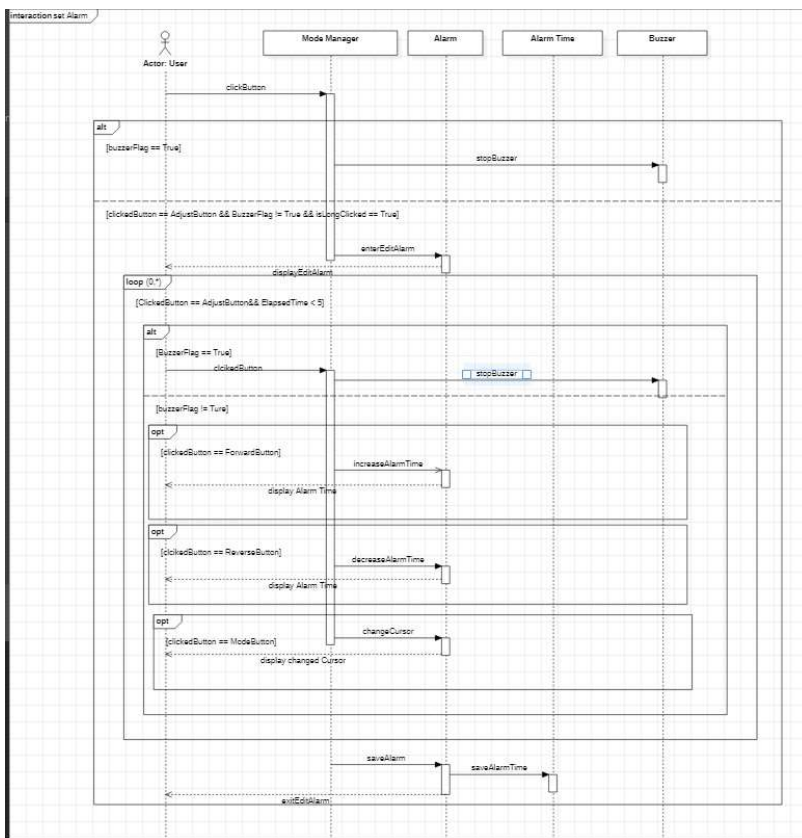 interaction set Alarm
Actor: User
Mode Manager
Alarm
Alarm Time
Buzzer
clickButton
alt
[buzzerFlag == True]
stopBuzzer
[clickedButton == AdjustButton && BuzzerFlag != True && isLongClicked == True]
enterEditAlarm
displayEditAlarm
loop (0,*)
[ClickedButton == AdjustButton&& ElapsedTime < 5]
alt
[BuzzerFlag == True]
clcikedButton
stopBuzzer
[buzzerFlag != Ture]
opt
[clickedButton == ForwardButton]
increaseAlarmTime
display Alarm Time
opt
[clcikedButton == ReverseButton]
decreaseAlarmTime
display Alarm Time
opt
[clickedButton == ModeButton]
changeCursor
display changed Cursor
saveAlarm
saveAlarmTime
exitEditAlarm